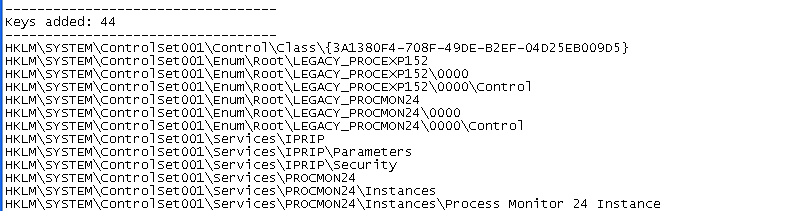 ----------------------------------
Keys added: 44
----------------------------------
HKLM\SYSTEM\ControlSet001\Control\Class\{3A1380F4-708F-49DE-B2EF-04D25EB009D5}
HKLM\SYSTEM\ControlSet001\Enum\Root\LEGACY_PROCEXP152
HKLM\SYSTEM\ControlSet001\Enum\Root\LEGACY_PROCEXP152\0000
HKLM\SYSTEM\ControlSet001\Enum\Root\LEGACY_PROCEXP152\0000\Control
HKLM\SYSTEM\ControlSet001\Enum\Root\LEGACY_PROCMON24
HKLM\SYSTEM\ControlSet001\Enum\Root\LEGACY_PROCMON24\0000
HKLM\SYSTEM\ControlSet001\Enum\Root\LEGACY_PROCMON24\0000\Control
HKLM\SYSTEM\ControlSet001\Services\IPRIP
HKLM\SYSTEM\ControlSet001\Services\IPRIP\Parameters
HKLM\SYSTEM\ControlSet001\Services\IPRIP\Security
HKLM\SYSTEM\ControlSet001\Services\PROCMON24
HKLM\SYSTEM\ControlSet001\Services\PROCMON24\Instances
HKLM\SYSTEM\ControlSet001\Services\PROCMON24\Instances\Process Monitor 24 Instance